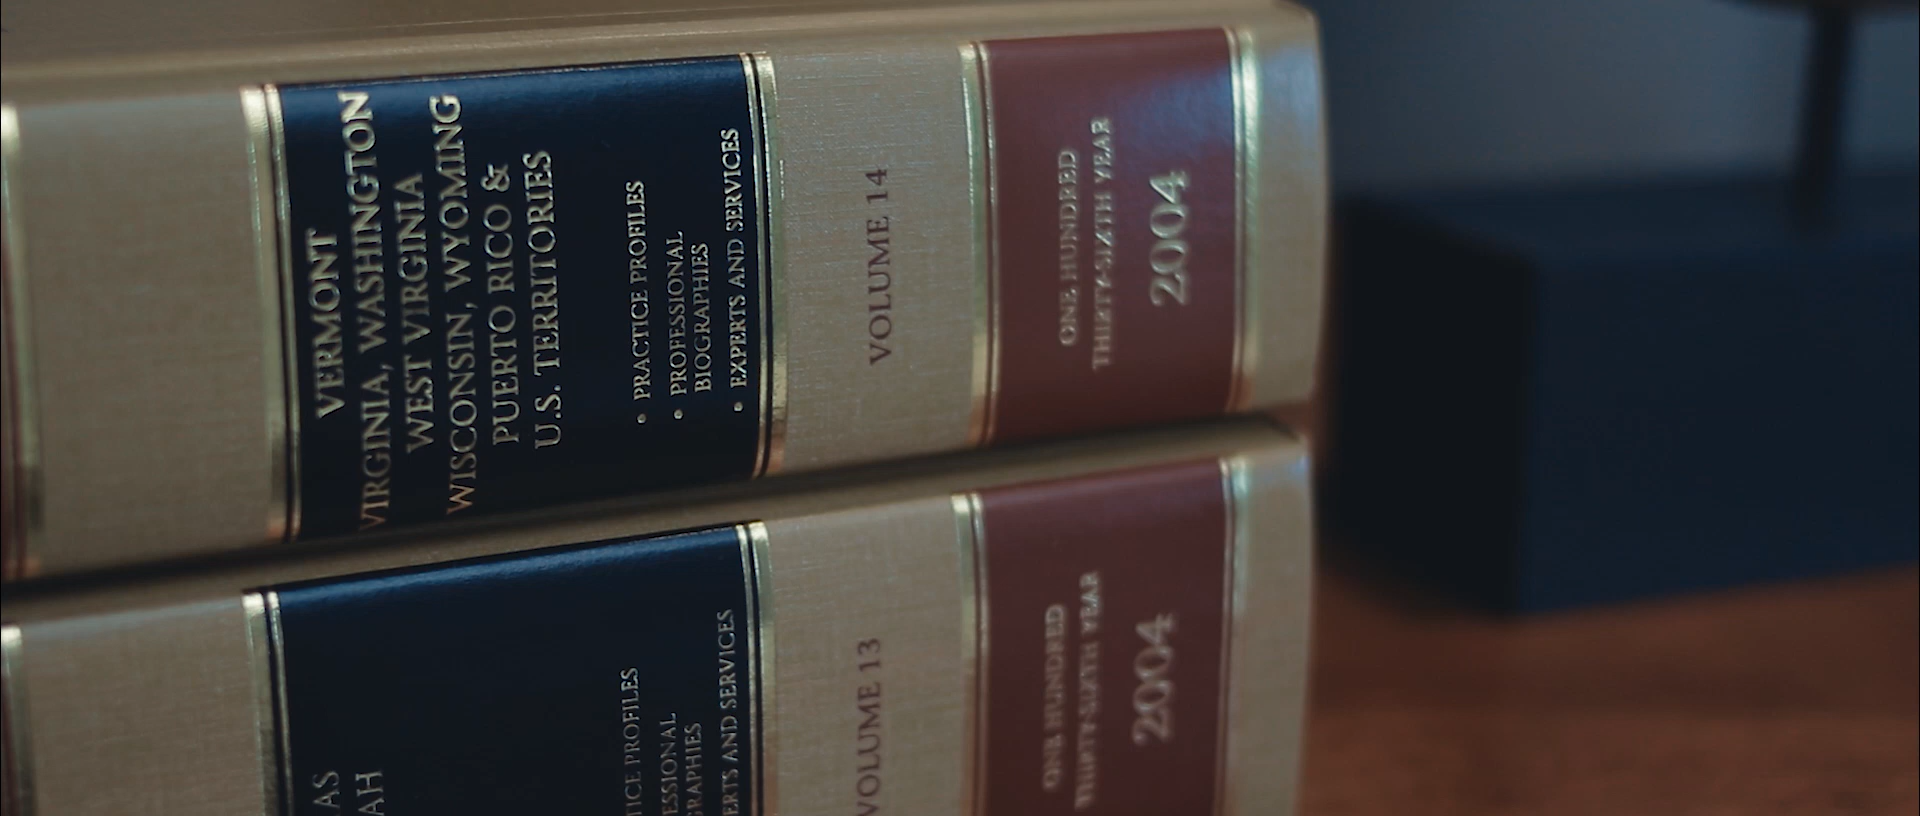 VERMONT
VIRGINIA, WASHINGTON
WEST VIRGINIA
WISCONSIN, WYOMING
PUERTO RICO &
U.S. TERRITORIES
• PRACTICE PROFILES
• PROFESSIONAL
BIOGRAPHIES
• EXPERTS AND SERVICES
VOLUME 14
ONE HUNDRED
THIRTY-SIXTH YEAR
2004
AS
AH
TICE PROFILES
ESSIONAL
GRAPHIES
ERTS AND SERVICES
VOLUME 13
ONE HUNDRED
THIRTY-SIXTH YEAR
2004